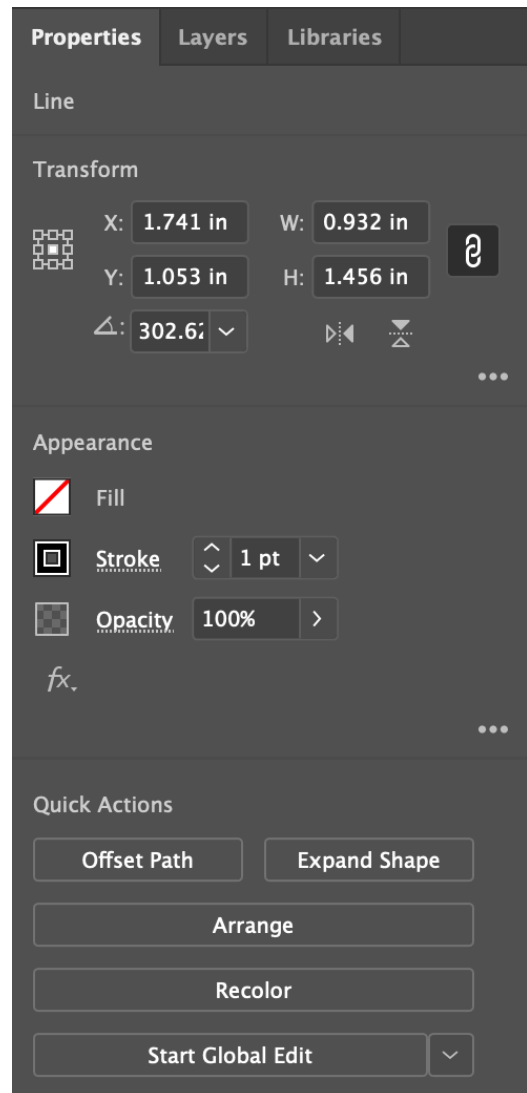 Properties Layers Libraries
Line
Transform
X: 1.741 in W: 0.932 in
Y: 1.053 in H: 1.456 in
: 302.62
Appearance
Fill
Stroke 1 pt
Opacity 100%
fx
Quick Actions
Offset Path Expand Shape
Arrange
Recolor
Start Global Edit